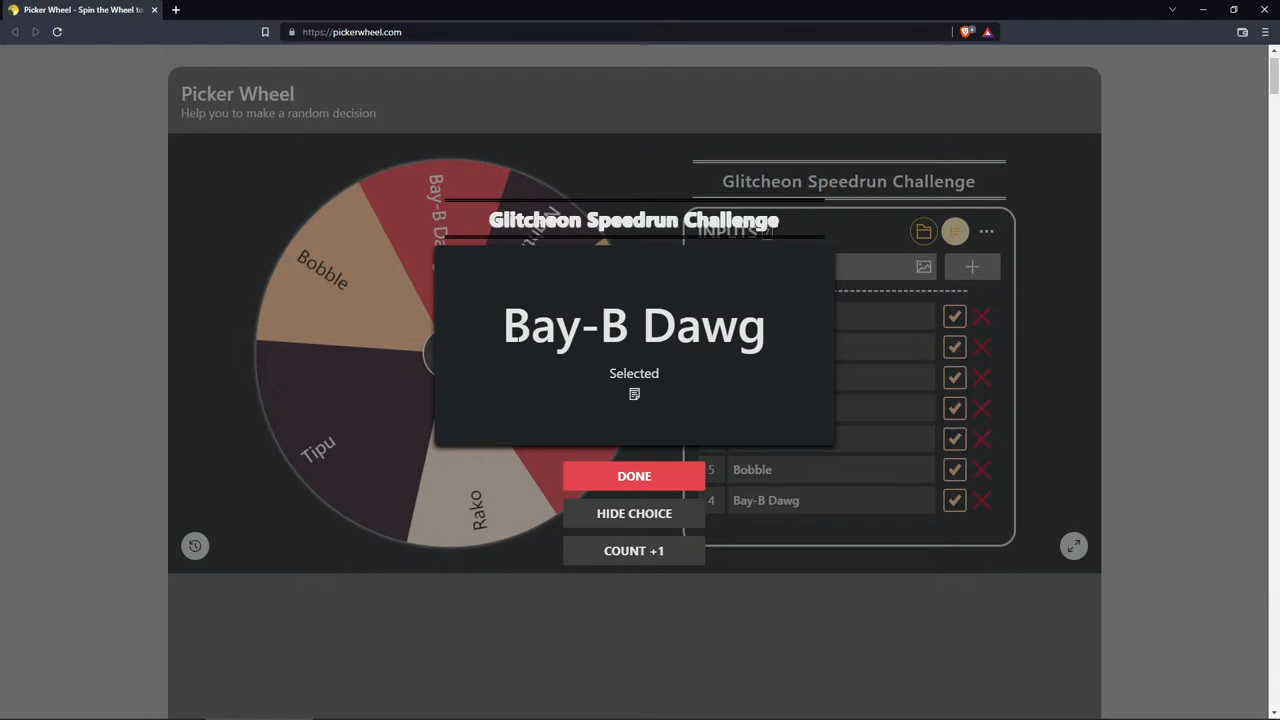 Picker Wheel - Spin the Wheel to
https://pickerwheel.com
Picker Wheel
Help you to make a random decision
Glitcheon Speedrun Challenge
INPUTS
Glitcheon Speedrun Challenge
Bay-B Dawg
Selected
DONE
HIDE CHOICE
COUNT +1
5 Bobble
4 Bay-B Dawg
Bay-B Da
Bobble
Tipu
Rako